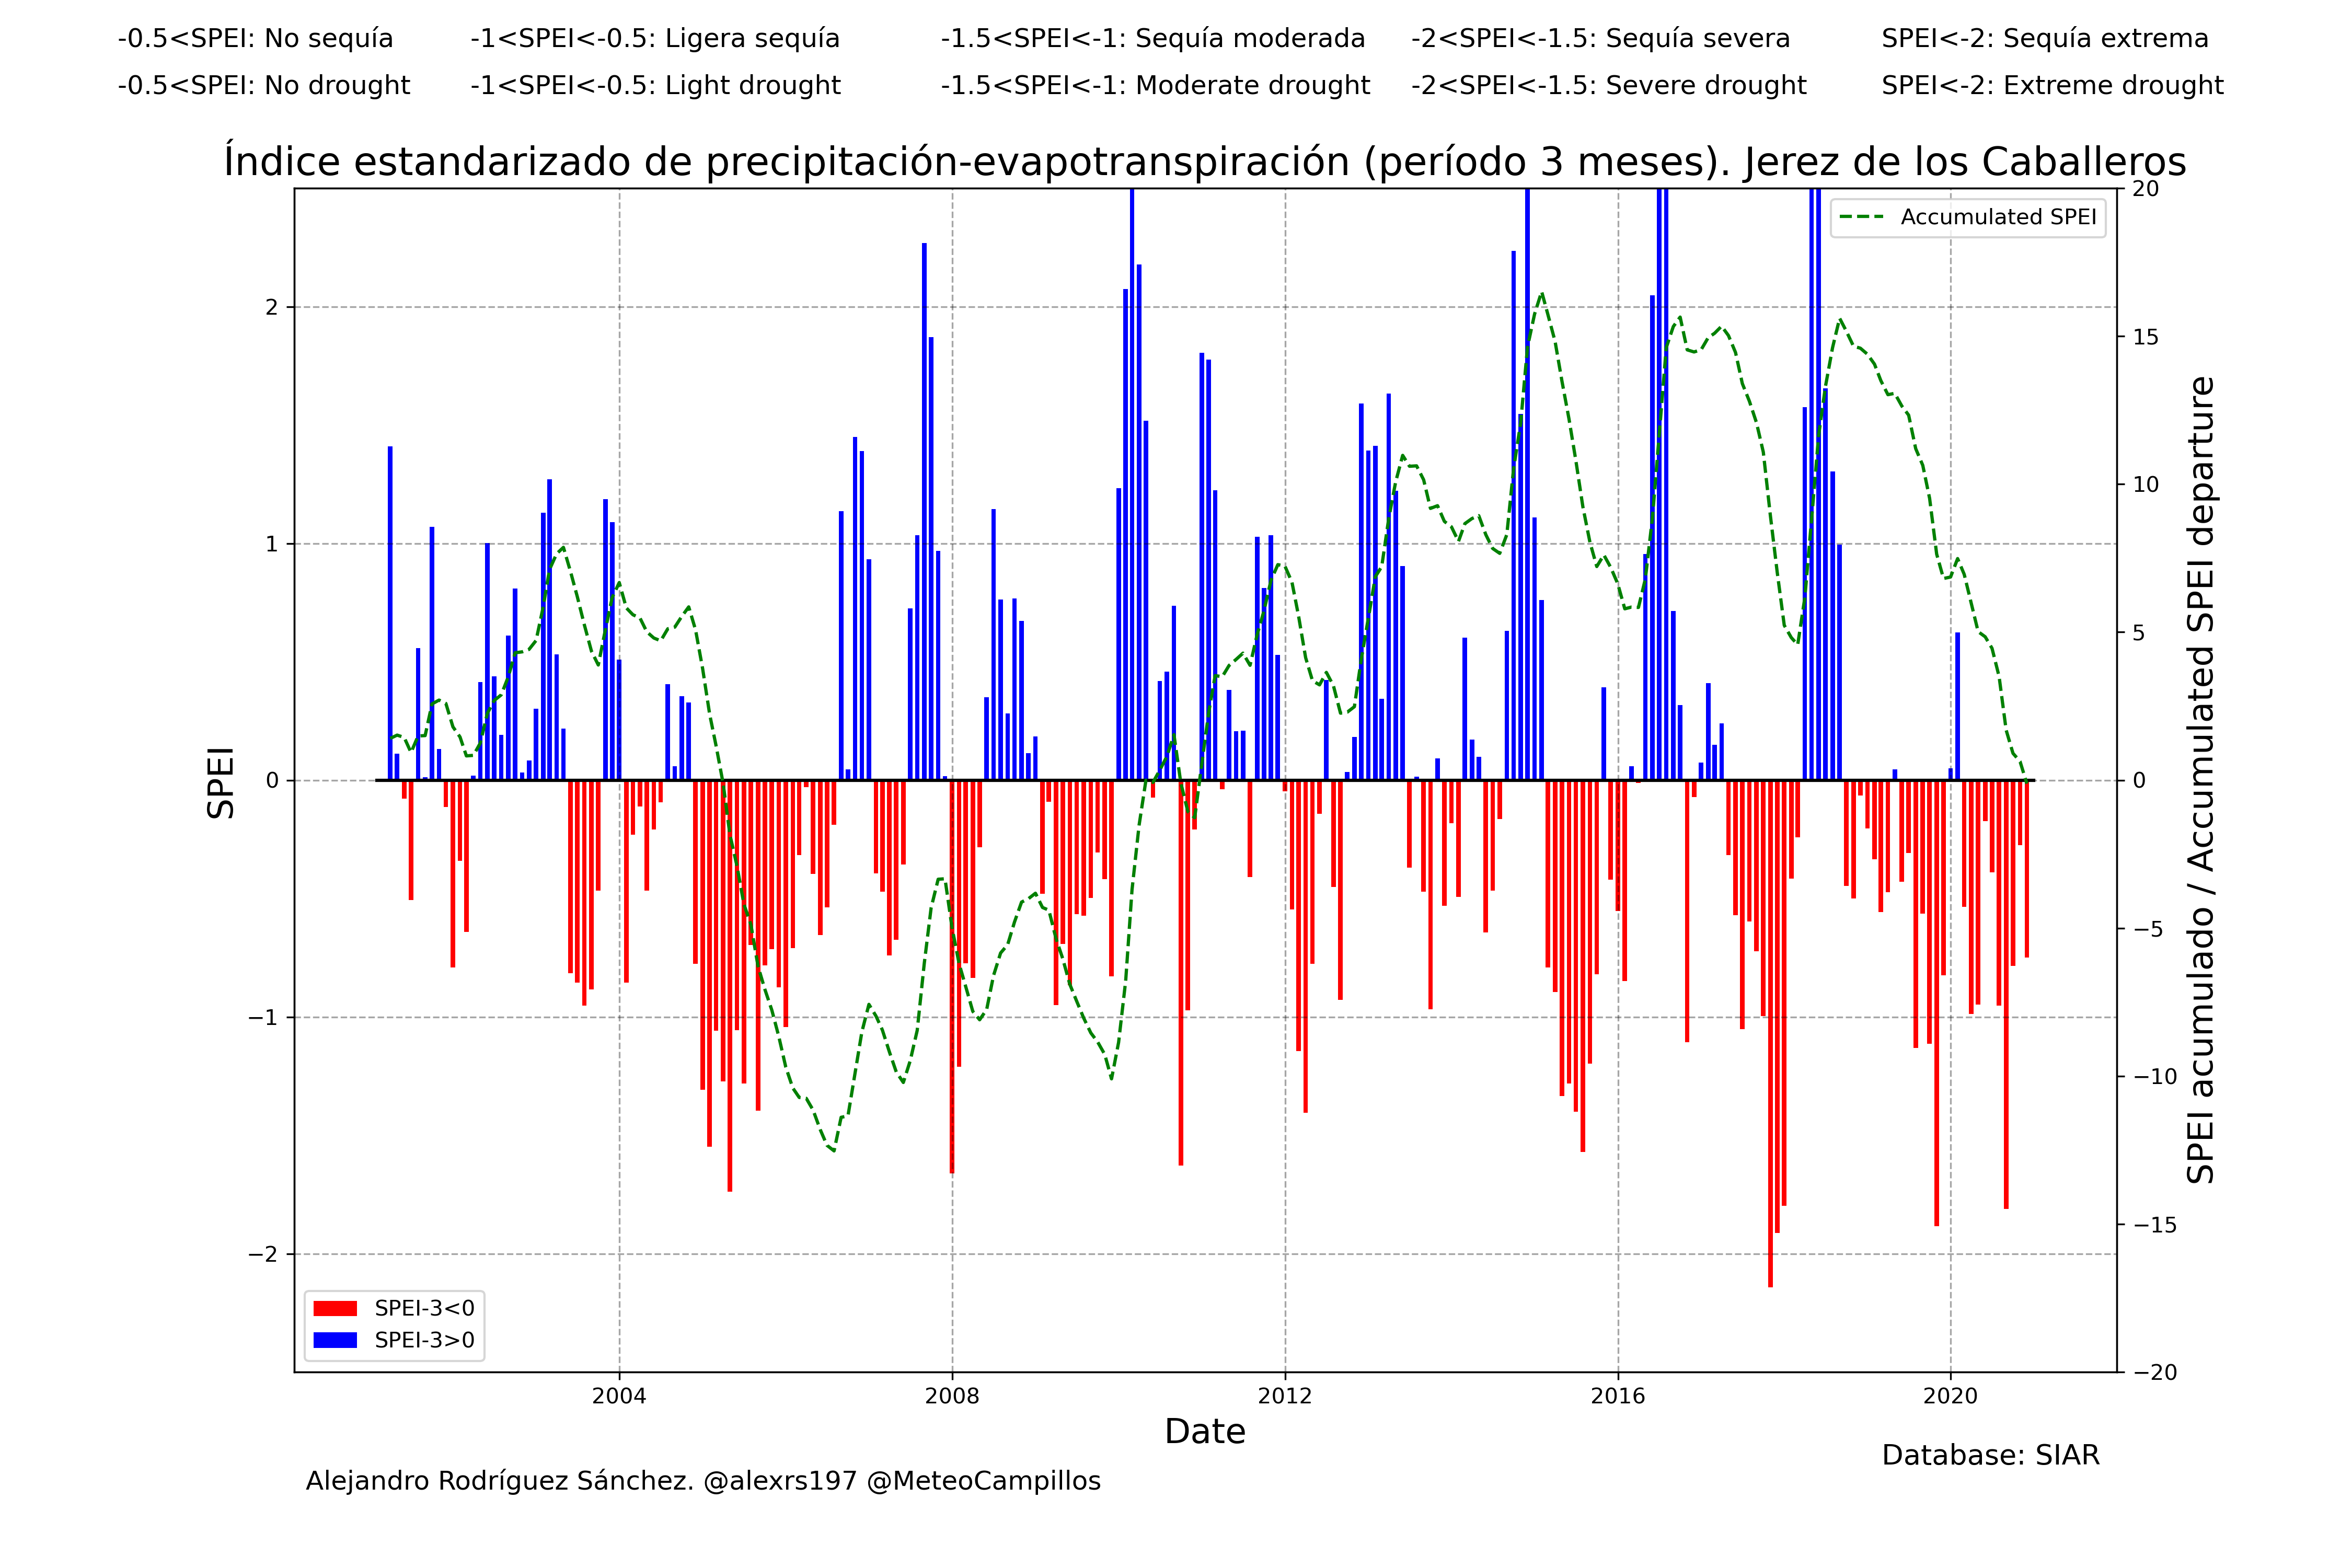 -0.5<SPEI: No sequía -1<SPEI<-0.5: Ligera sequía -1.5<SPEI<-1: Sequía moderada -2<SPEI<-1.5: Sequía severa SPEI<-2: Sequía extrema
-0.5<SPEI: No drought -1<SPEI<-0.5: Light drought -1.5<SPEI<-1: Moderate drought -2<SPEI<-1.5: Severe drought SPEI<-2: Extreme drought
Índice estandarizado de precipitación-evapotranspiración (período 3 meses). Jerez de los Caballeros
Accumulated SPEI
SPEI
2
1
0
−1
−2
20
15
10
5
0
−5
−10
−15
−20
SPEI acumulado / Accumulated SPEI departure
SPEI-3<0
SPEI-3>0
2004 2008 2012 2016 2020
Date
Database: SIAR
Alejandro Rodríguez Sánchez. @alexrs197 @MeteoCampillos